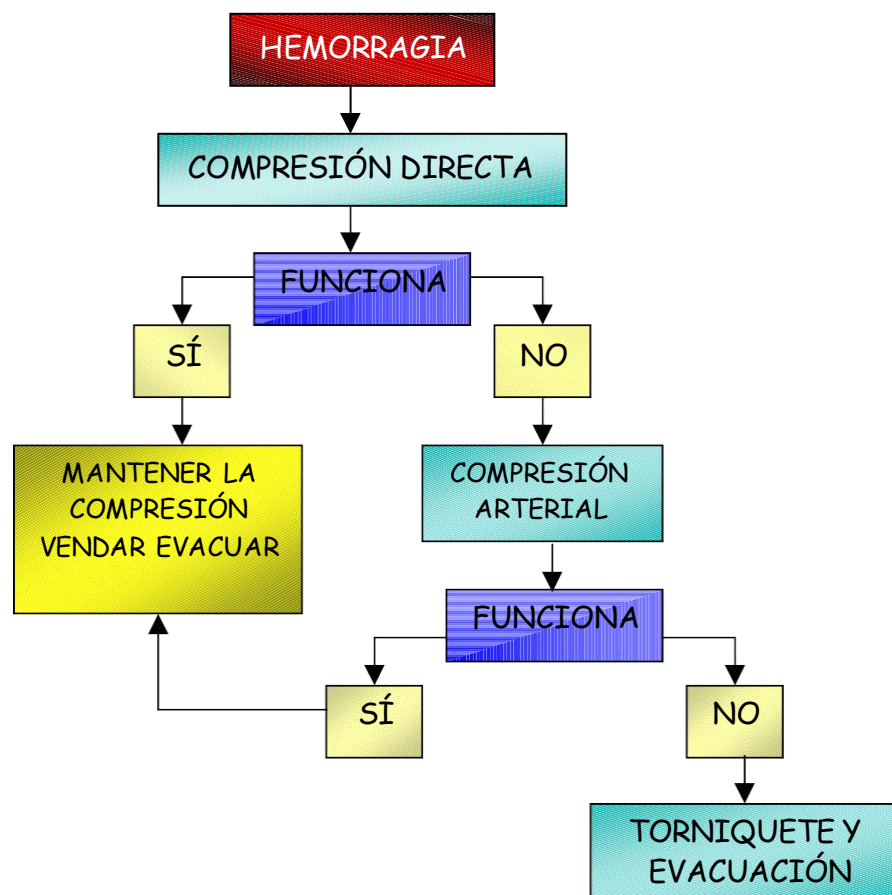 HEMORRAGIA
COMPRESIÓN DIRECTA
FUNCIONA
SÍ
NO
MANTENER LA
COMPRESIÓN
VENDAR EVACUAR
COMPRESIÓN
ARTERIAL
FUNCIONA
SÍ
NO
TORNIQUETE Y
EVACUACIÓN